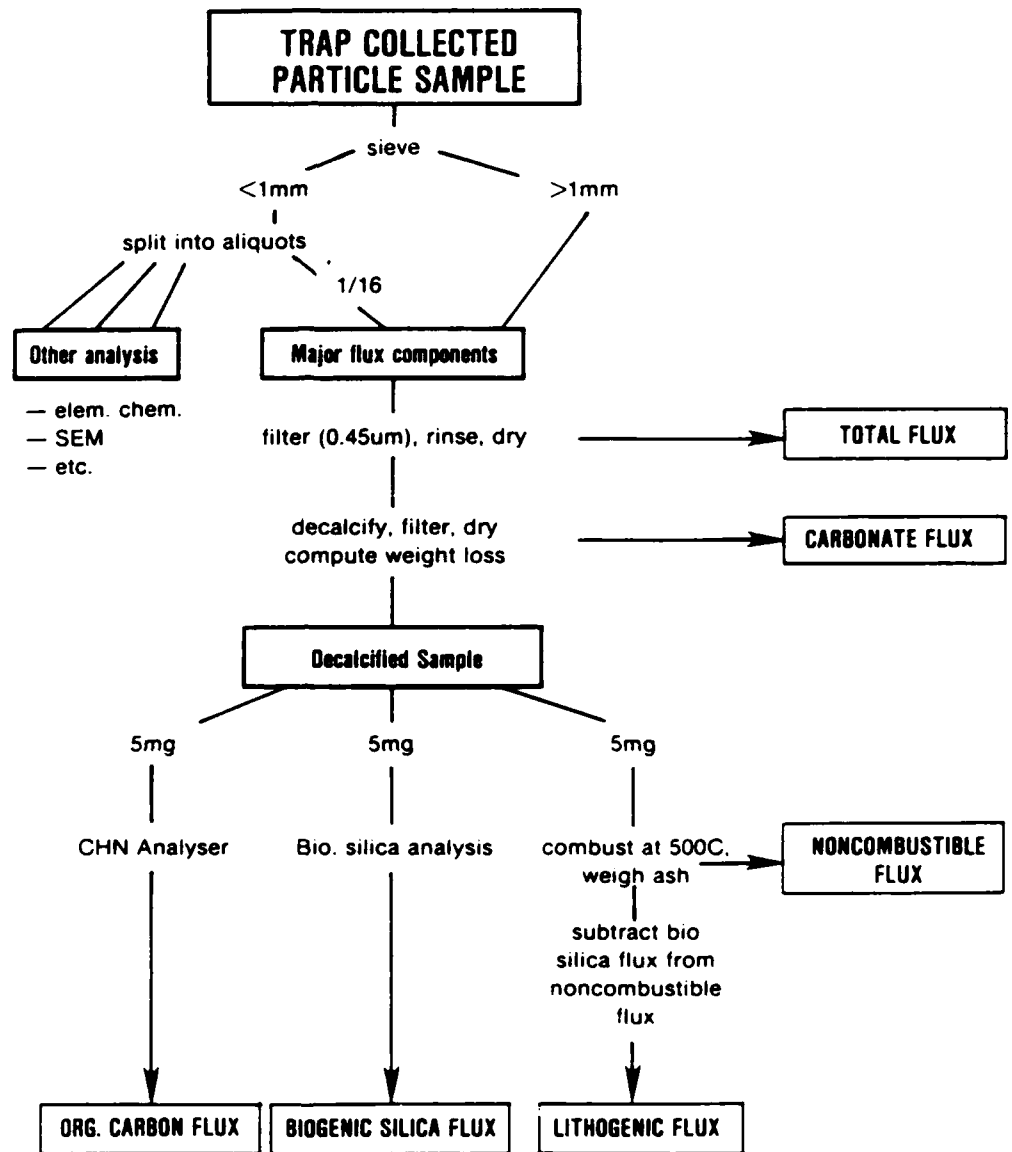 TRAP COLLECTED
PARTICLE SAMPLE
sieve
<1mm
>1mm
split into aliquots
1/16
Other analysis
Major flux components
— elem. chem.
— SEM
— etc.
filter (0.45um), rinse, dry
TOTAL FLUX
decalcify, filter, dry
compute weight loss
CARBONATE FLUX
Decalcified Sample
5mg
5mg
5mg
CHN Analyser
Bio. silica analysis
combust at 500C,
weigh ash
NONCOMBUSTIBLE
FLUX
subtract bio
silica flux from
noncombustible
flux
ORG. CARBON FLUX
BIOGENIC SILICA FLUX
LITHOGENIC FLUX